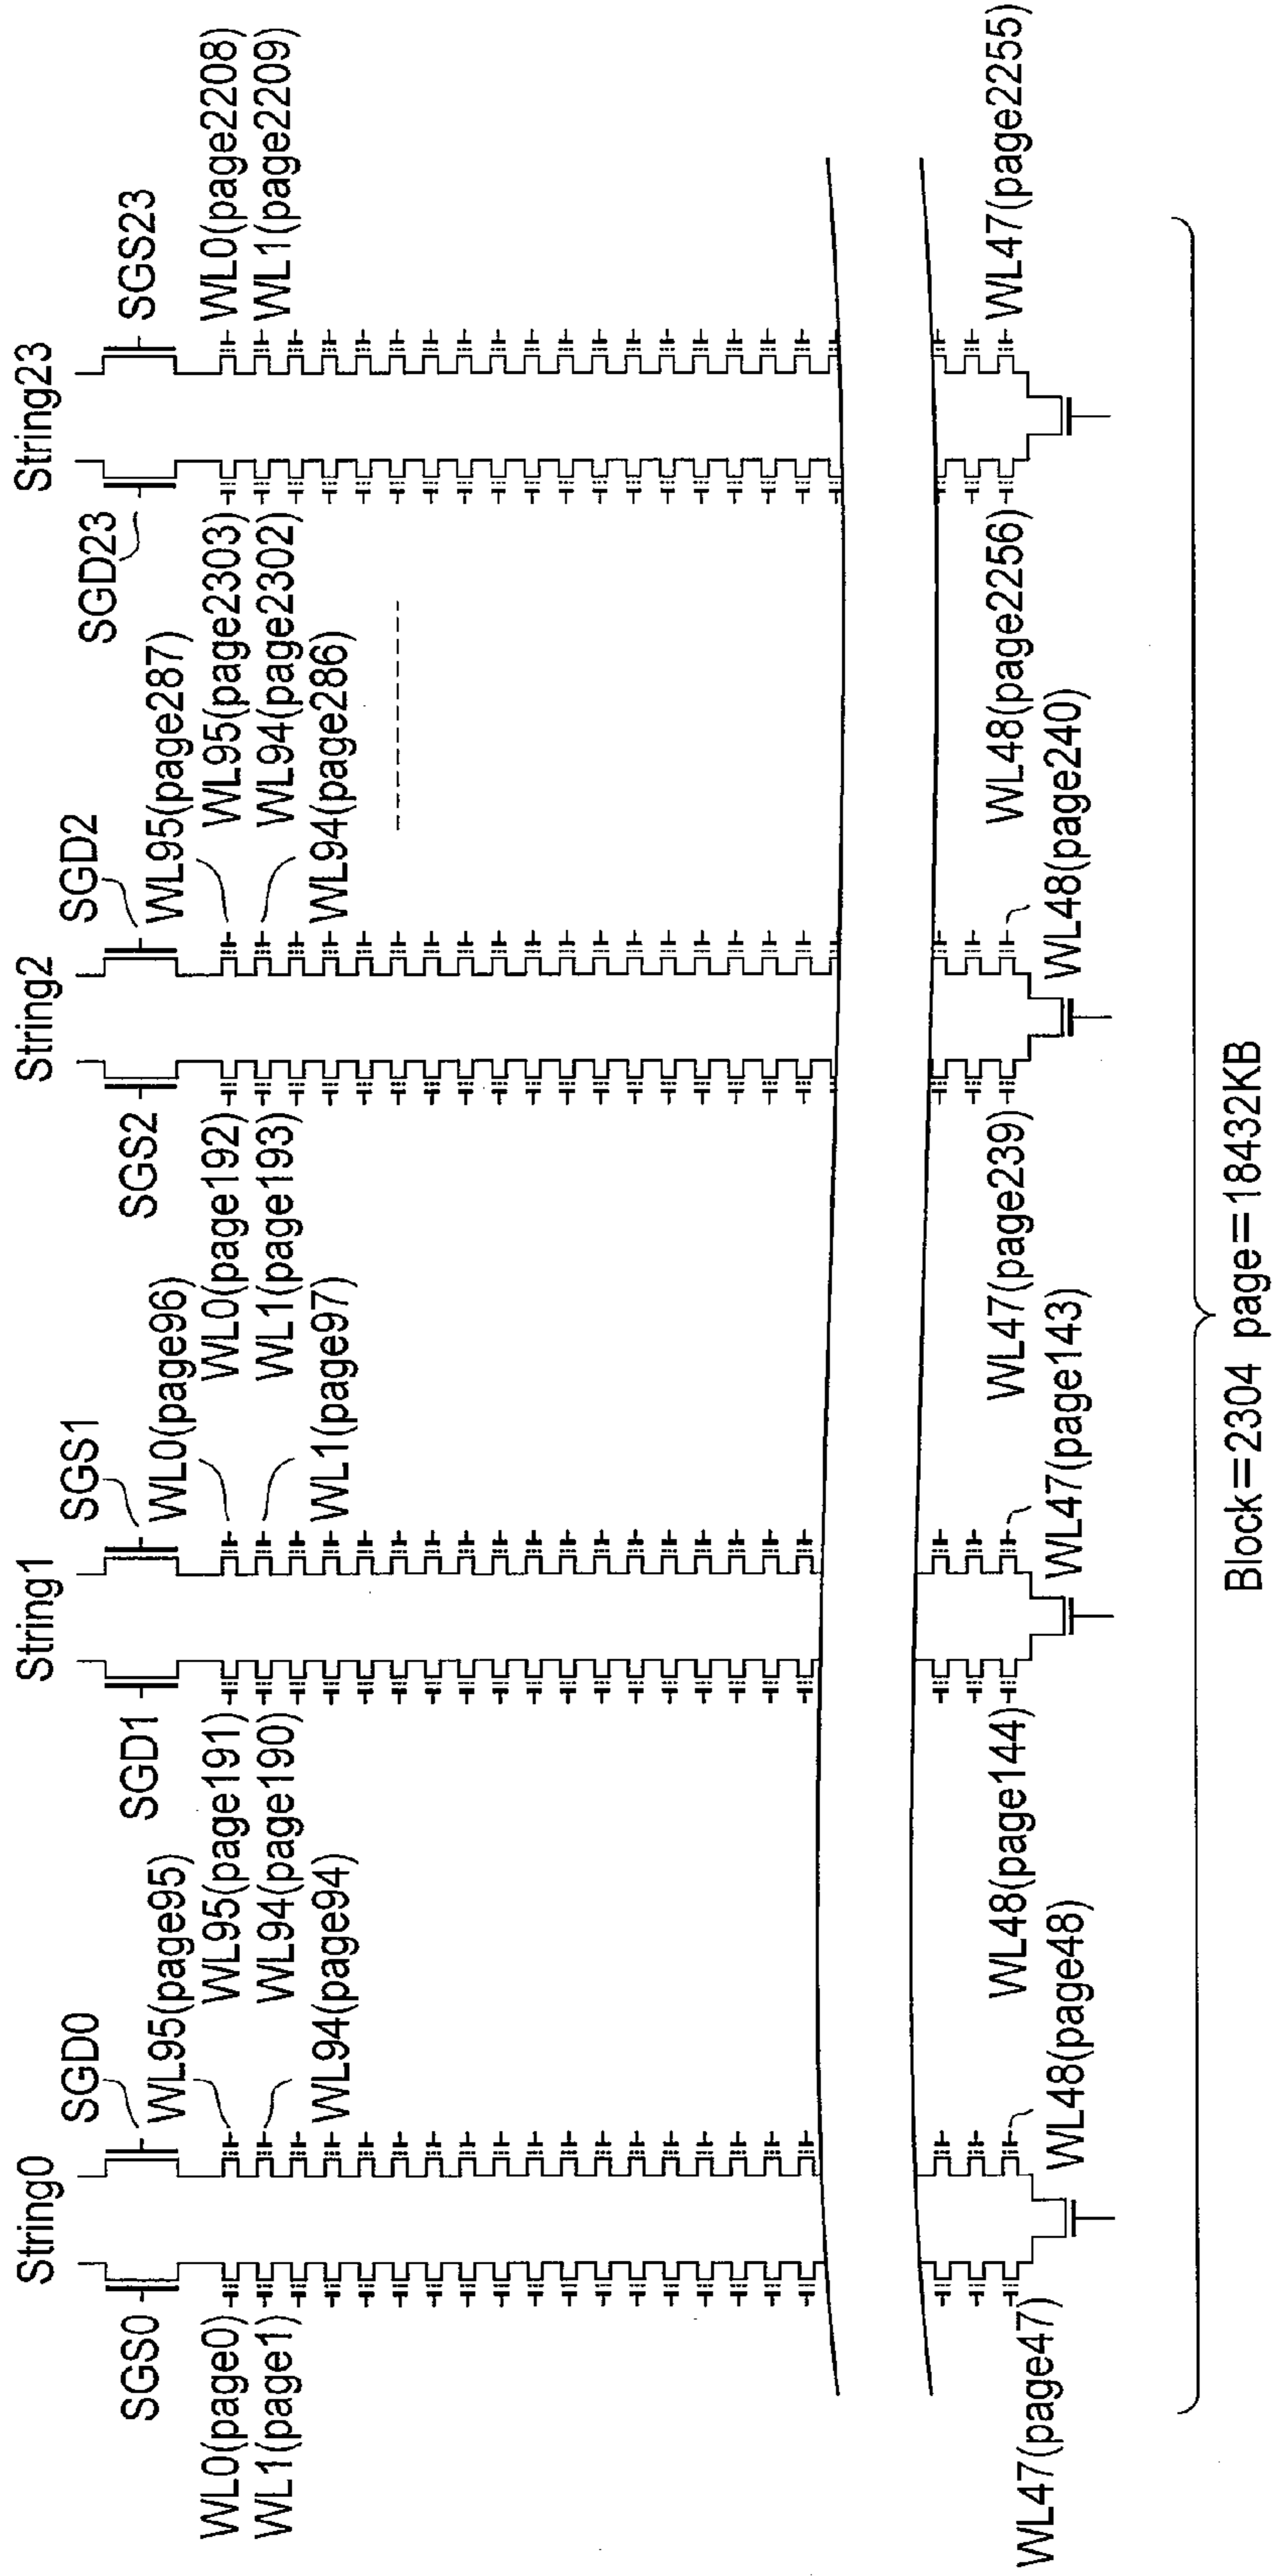 String0
String1
String2
String23
SGS0
SGD0
SGD1
SGS1
SGS2
SGD2
SGD23
SGS23
WL0(page0)
WL1(page1)
WL95(page95)
WL94(page94)
WL95(page191)
WL94(page190)
WL0(page96)
WL1(page97)
WL0(page192)
WL1(page193)
WL95(page287)
WL94(page286)
WL95(page2303)
WL94(page2302)
WL0(page2208)
WL1(page2209)
WL47(page47)
WL48(page48)
WL48(page144)
WL47(page143)
WL47(page239)
WL48(page240)
WL48(page2256)
WL47(page2255)
Block=2304 page=18432KB